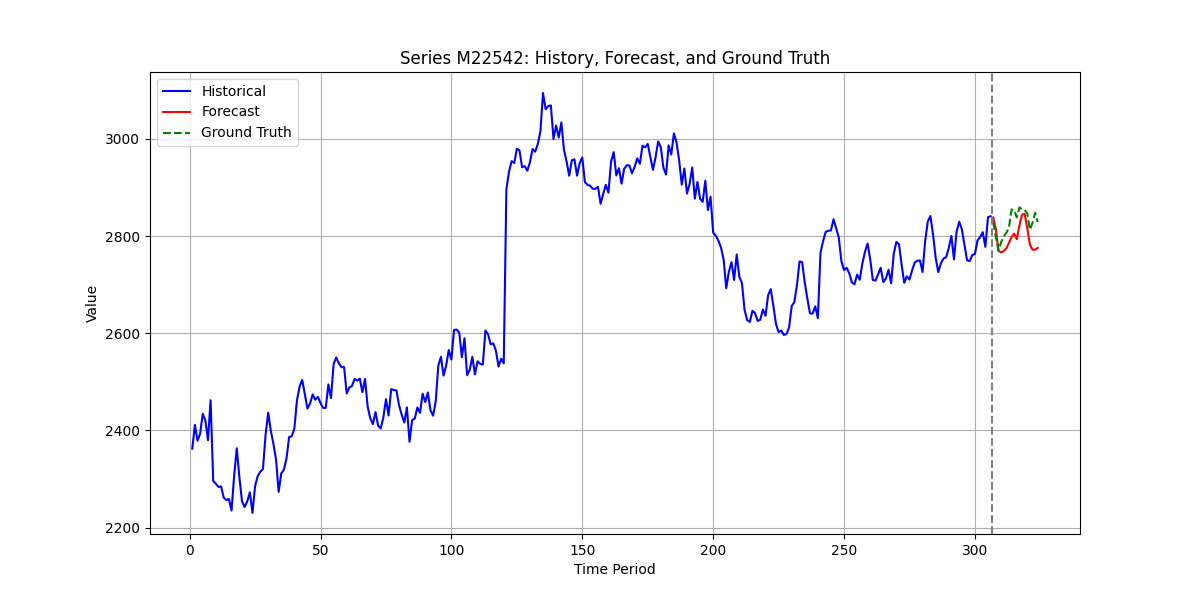 Series M22542: History, Forecast, and Ground Truth
Historical
Forecast
Ground Truth
3000
2800
2600
2400
2200
Value
0 50 100 150 200 250 300
Time Period